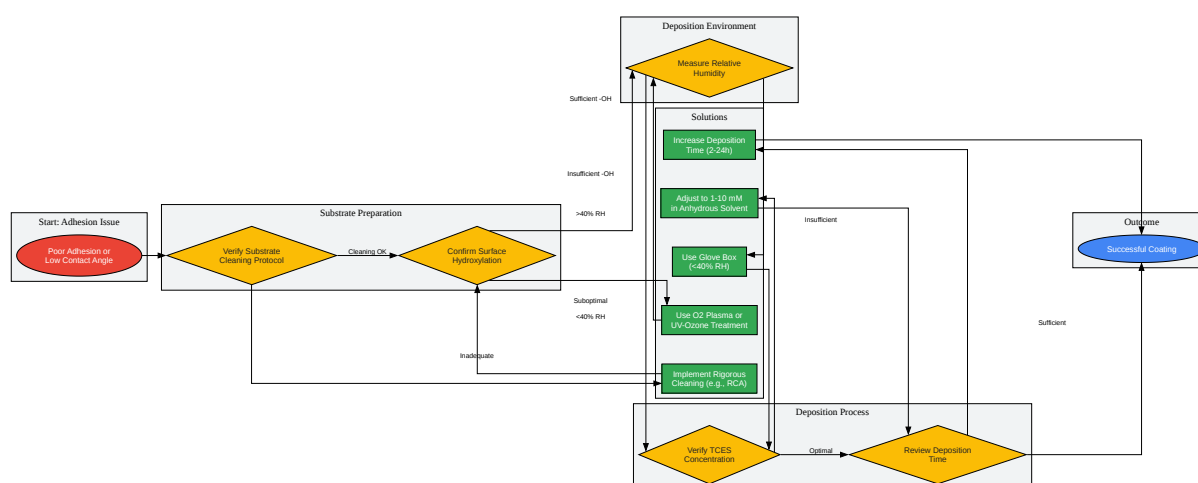 Deposition Environment
Measure Relative
Humidity
Sufficient -OH
Solutions
Increase Deposition
Time (2-24h)
Insufficient -OH
Adjust to 1-10 mM
in Anhydrous Solvent
Start: Adhesion Issue
Substrate Preparation
>40% RH
Insufficient
Outcome
Poor Adhesion or
Low Contact Angle
Verify Substrate
Cleaning Protocol
Cleaning OK
Confirm Surface
Hydroxylation
Use Glove Box
(<40% RH)
Successful Coating
Suboptimal
<40% RH
Use O2 Plasma or
UV-Ozone Treatment
Sufficient
Inadequate
Implement Rigorous
Cleaning (e.g., RCA)
Deposition Process
Verify TCES
Concentration
Optimal
Review Deposition
Time